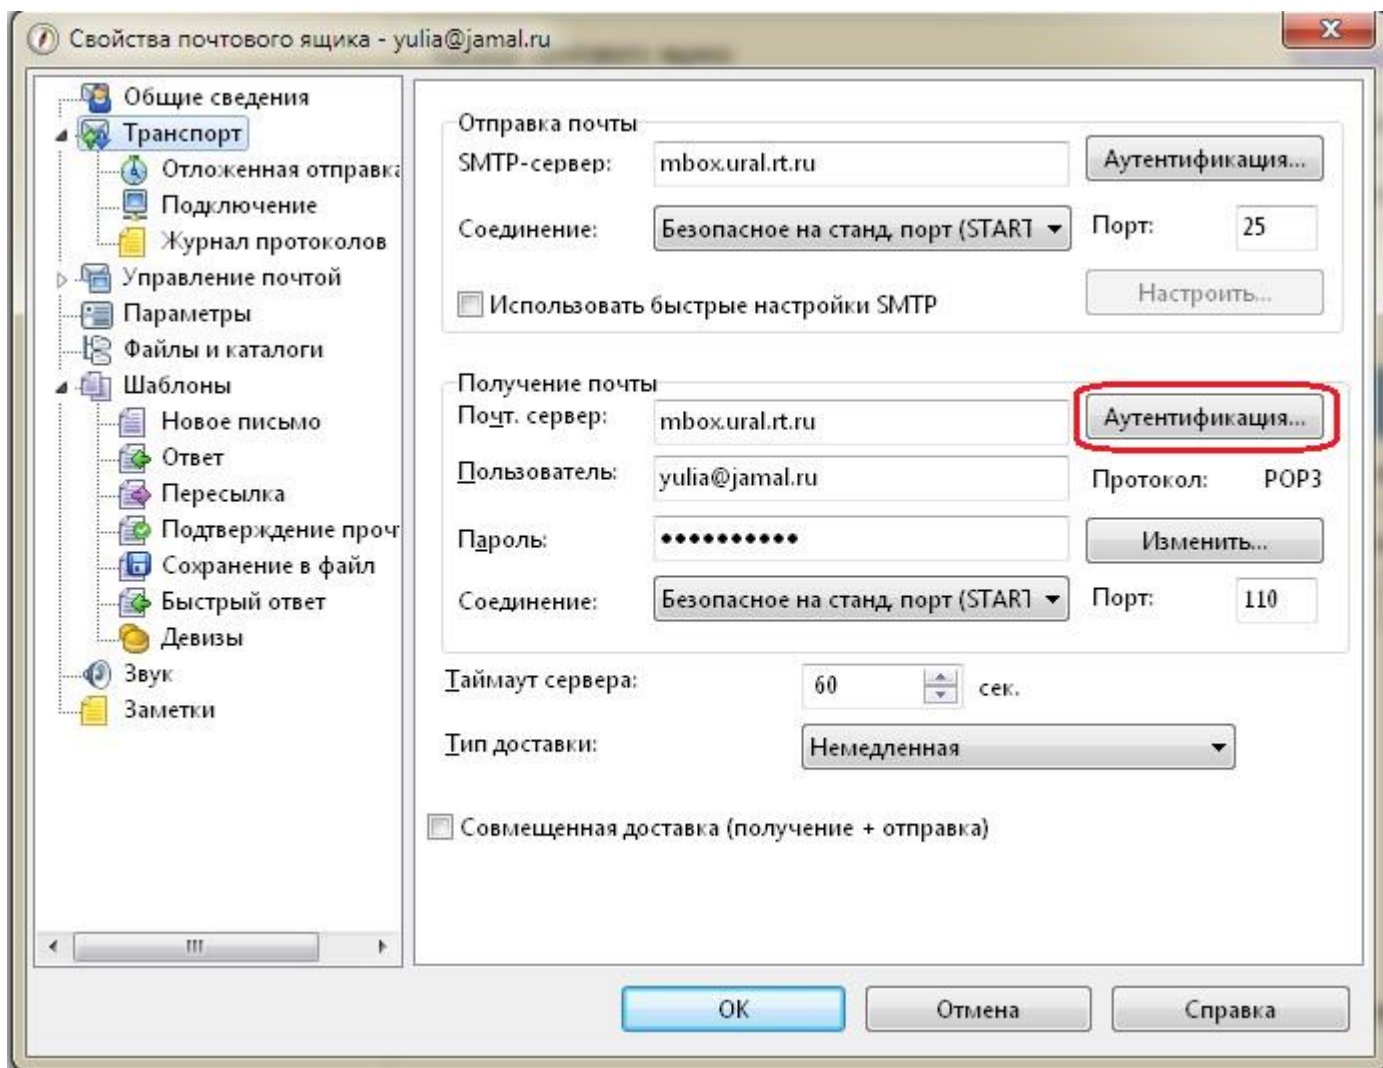 Свойства почтового ящика - yulia@jamal.ru
Общие сведения
Транспорт
Отложенная отправка
Подключение
Журнал протоколов
Управление почтой
Параметры
Файлы и каталоги
Шаблоны
Новое письмо
Ответ
Пересылка
Подтверждение проч
Сохранение в файл
Быстрый ответ
Девизы
Звук
Заметки
Отправка почты
SMTP-сервер: mbox.ural.rt.ru Аутентификация...
Соединение: Безопасное на станд. порт (START Порт: 25
Использовать быстрые настройки SMTP Настроить...
Получение почты
Почт. сервер: mbox.ural.rt.ru Аутентификация...
Пользователь: yulia@jamal.ru Протокол: POP3
Пароль: •••••••••• Изменить...
Соединение: Безопасное на станд. порт (START Порт: 110
Таймаут сервера: 60 сек.
Тип доставки: Немедленная
Совмещенная доставка (получение + отправка)
OK Отмена Справка